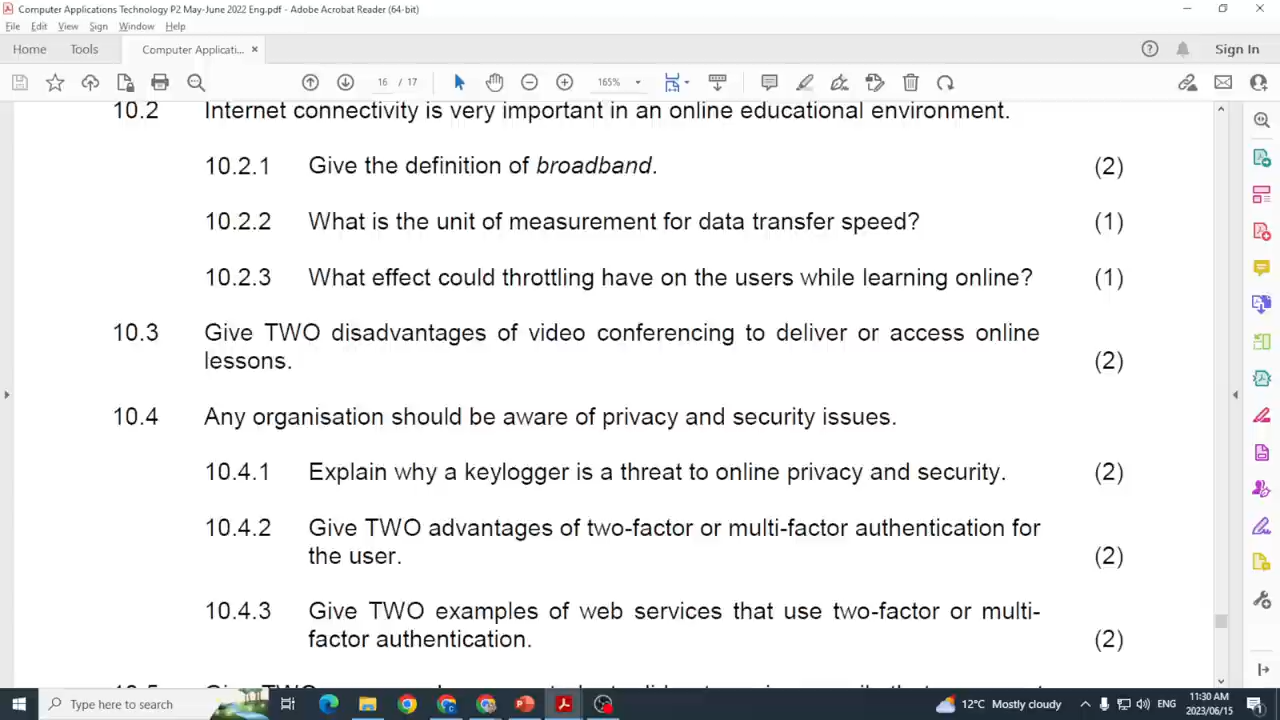 Computer Applications Technology P2 May-June 2022 Eng.pdf - Adobe Acrobat Reader (64-bit)
File Edit View Sign Window Help
Home Tools Computer Applicati... × Sign In
16 / 17 165%
10.2 Internet connectivity is very important in an online educational environment.
10.2.1 Give the definition of broadband. (2)
10.2.2 What is the unit of measurement for data transfer speed? (1)
10.2.3 What effect could throttling have on the users while learning online? (1)
10.3 Give TWO disadvantages of video conferencing to deliver or access online
lessons. (2)
10.4 Any organisation should be aware of privacy and security issues.
10.4.1 Explain why a keylogger is a threat to online privacy and security. (2)
10.4.2 Give TWO advantages of two-factor or multi-factor authentication for
the user. (2)
10.4.3 Give TWO examples of web services that use two-factor or multi-
factor authentication. (2)
Type here to search 12°C Mostly cloudy ENG 11:30 AM
2023/06/15